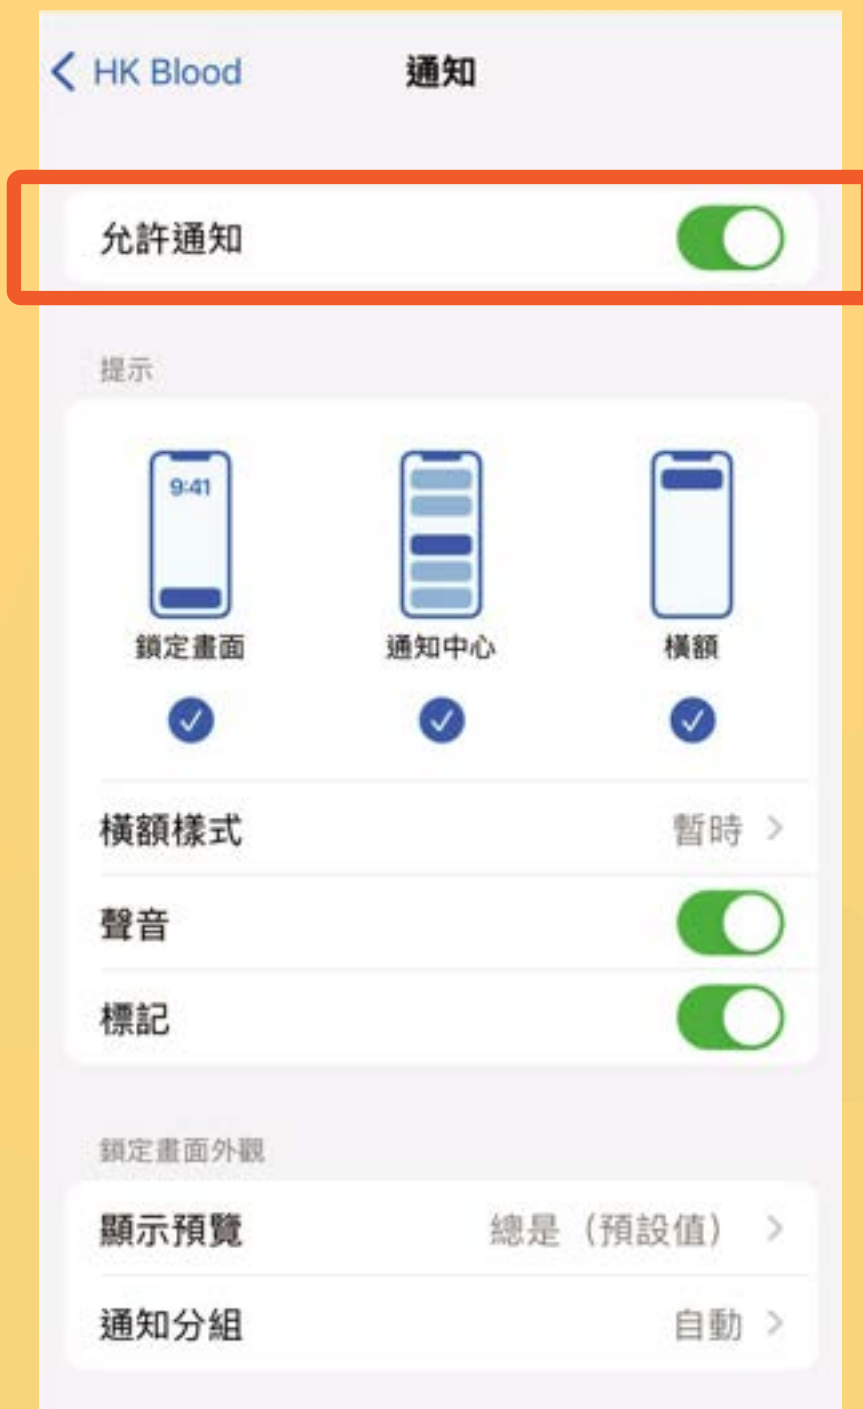 HK Blood 通知
允許通知
提示
9:41
鎖定畫面 通知中心 橫額
橫額樣式 暫時
聲音
標記
鎖定畫面外觀
顯示預覽 總是（預設值）
通知分組 自動